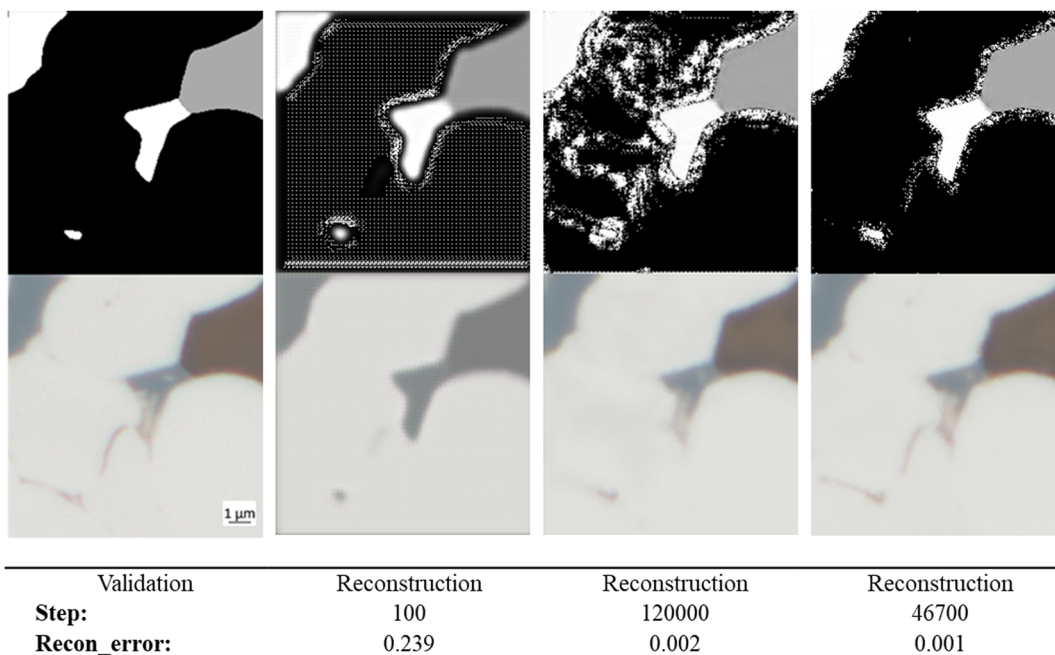 1 µm
Validation Reconstruction Reconstruction Reconstruction
Step: 100 120000 46700
Recon_error: 0.239 0.002 0.001